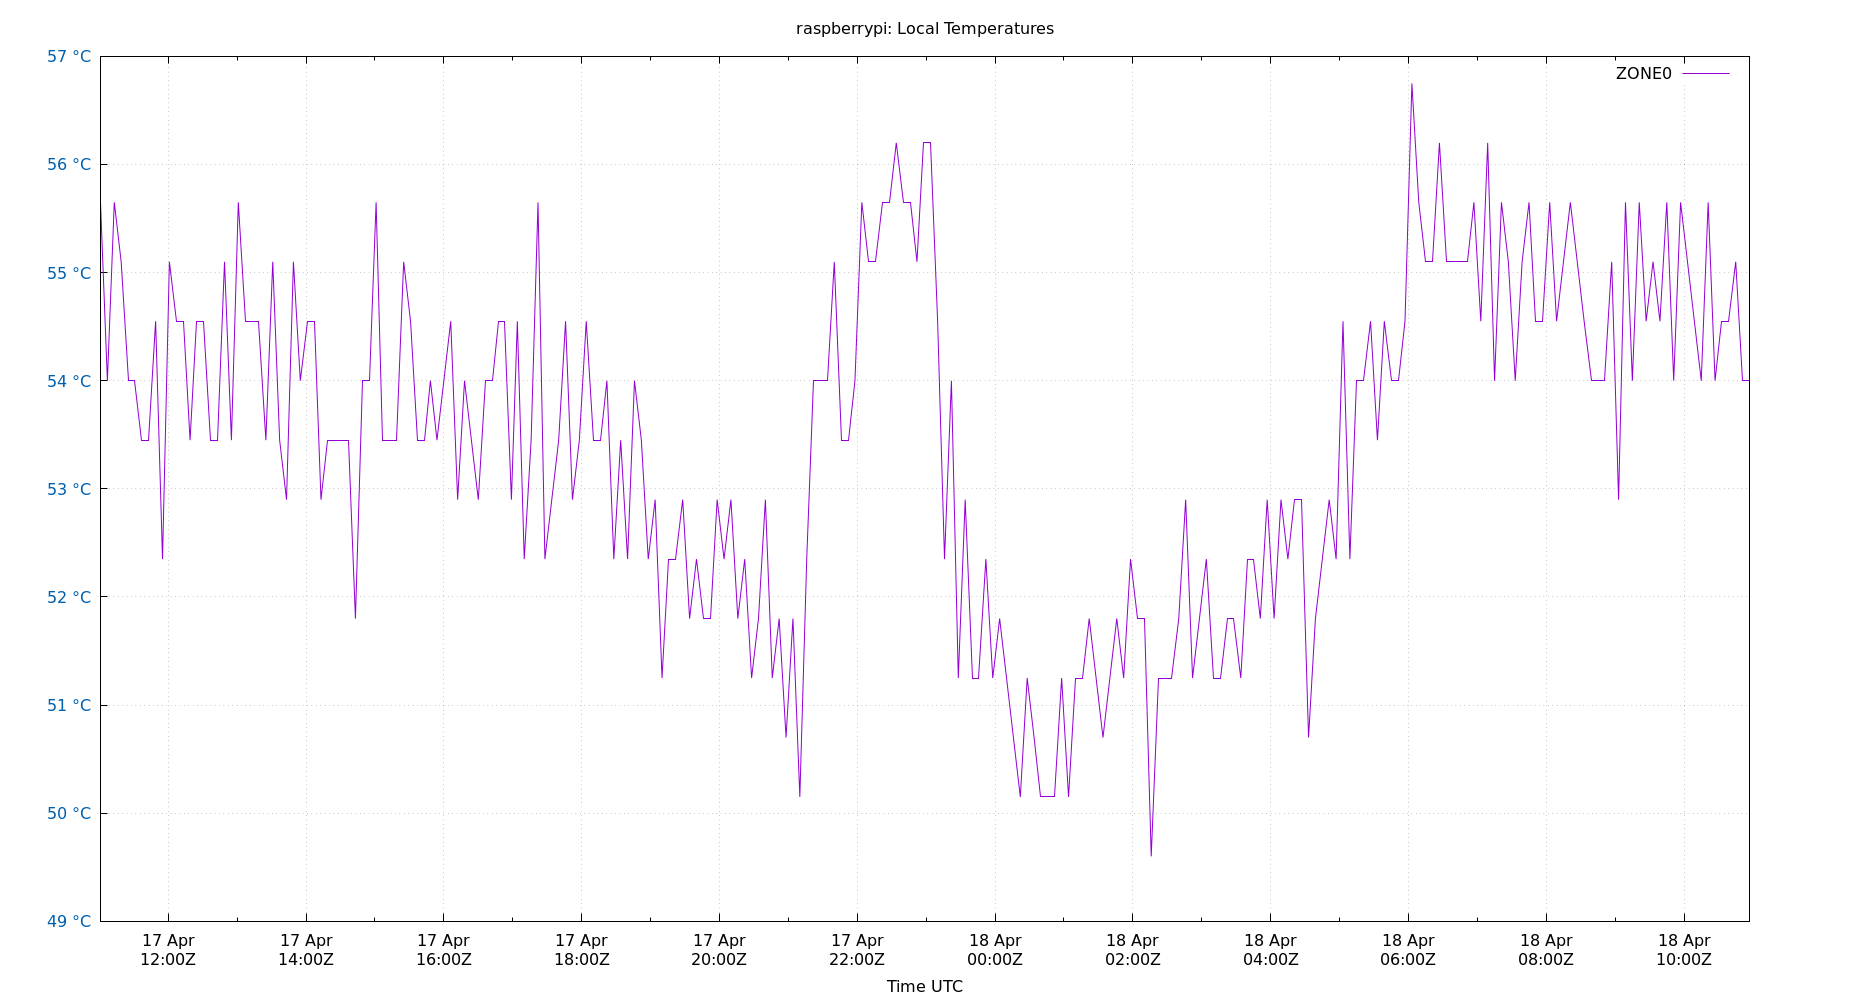 raspberrypi: Local Temperatures
ZONE0
57 °C
56 °C
55 °C
54 °C
53 °C
52 °C
51 °C
50 °C
49 °C
17 Apr 17 Apr 17 Apr 17 Apr 17 Apr 17 Apr 18 Apr 18 Apr 18 Apr 18 Apr 18 Apr 18 Apr
12:00Z 14:00Z 16:00Z 18:00Z 20:00Z 22:00Z 00:00Z 02:00Z 04:00Z 06:00Z 08:00Z 10:00Z
Time UTC